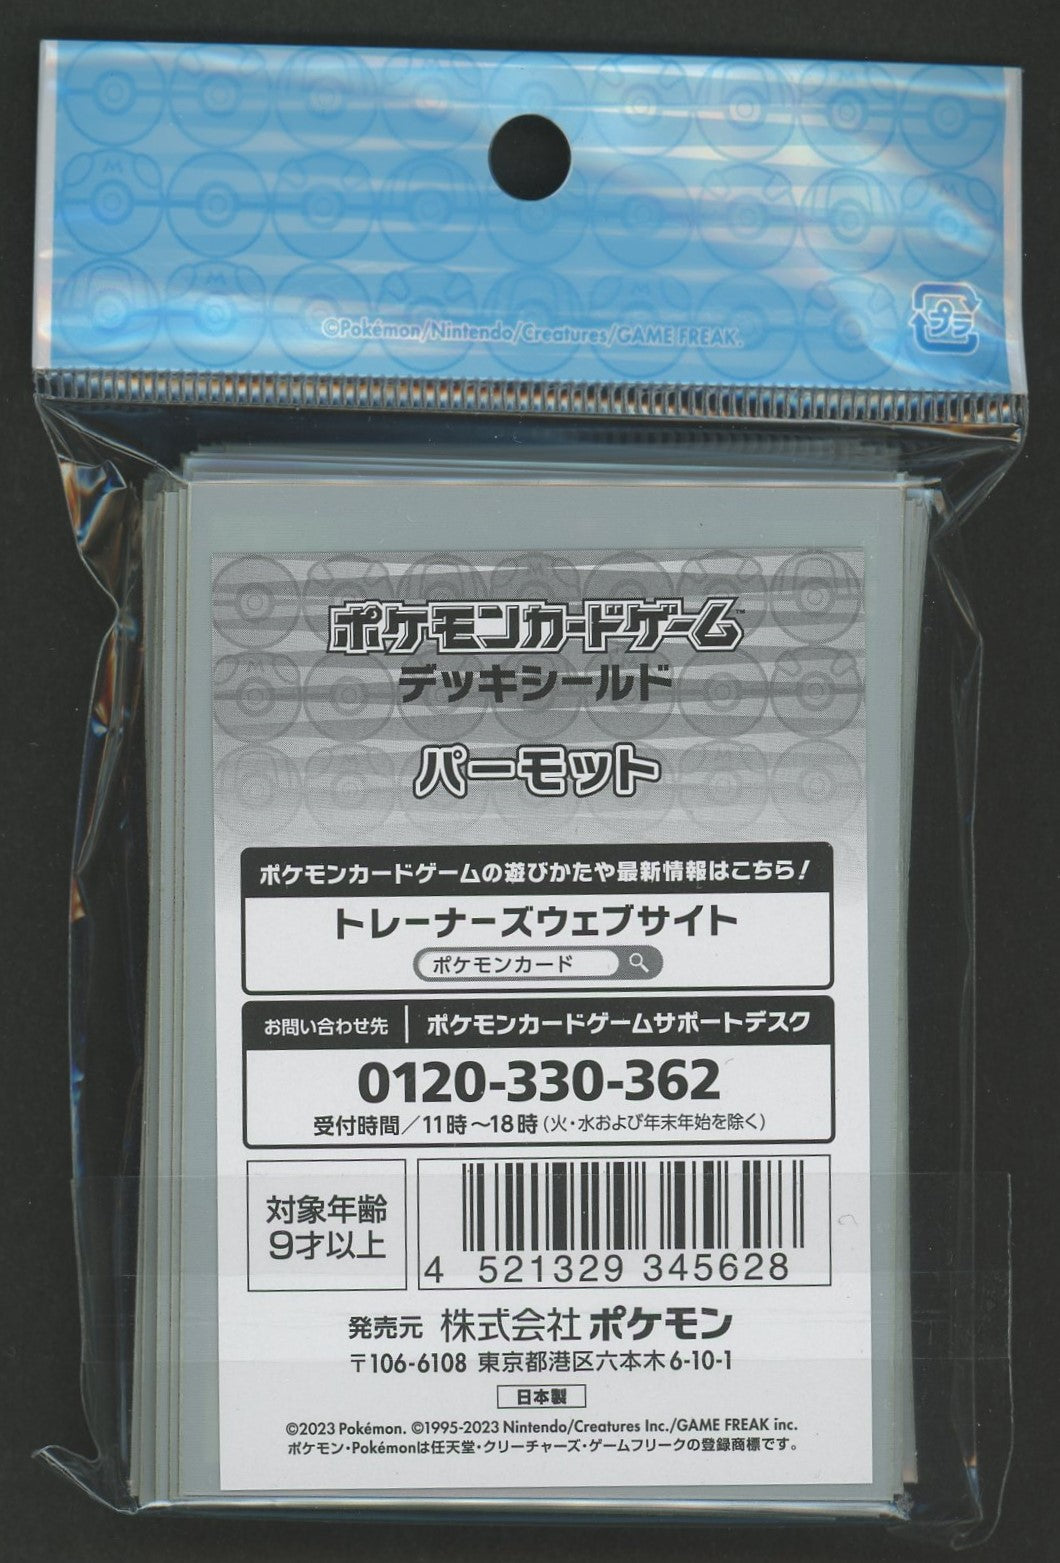 ©Pokémon/Nintendo/Creatures/GAME FREAK.
プラ
ポケモンカードゲーム™
デッキシールド
パーモット
ポケモンカードゲームの遊びかたや最新情報はこちら！
トレーナーズウェブサイト
ポケモンカード
お問い合わせ先 ポケモンカードゲームサポートデスク
0120-330-362
受付時間／11時～18時（火・水および年末年始を除く）
対象年齢
9才以上
4 521329 345628
発売元 株式会社ポケモン
〒106-6108 東京都港区六本木6-10-1
日本製
©2023 Pokémon. ©1995-2023 Nintendo/Creatures Inc./GAME FREAK inc.
ポケモン・Pokémonは任天堂・クリーチャーズ・ゲームフリークの登録商標です。